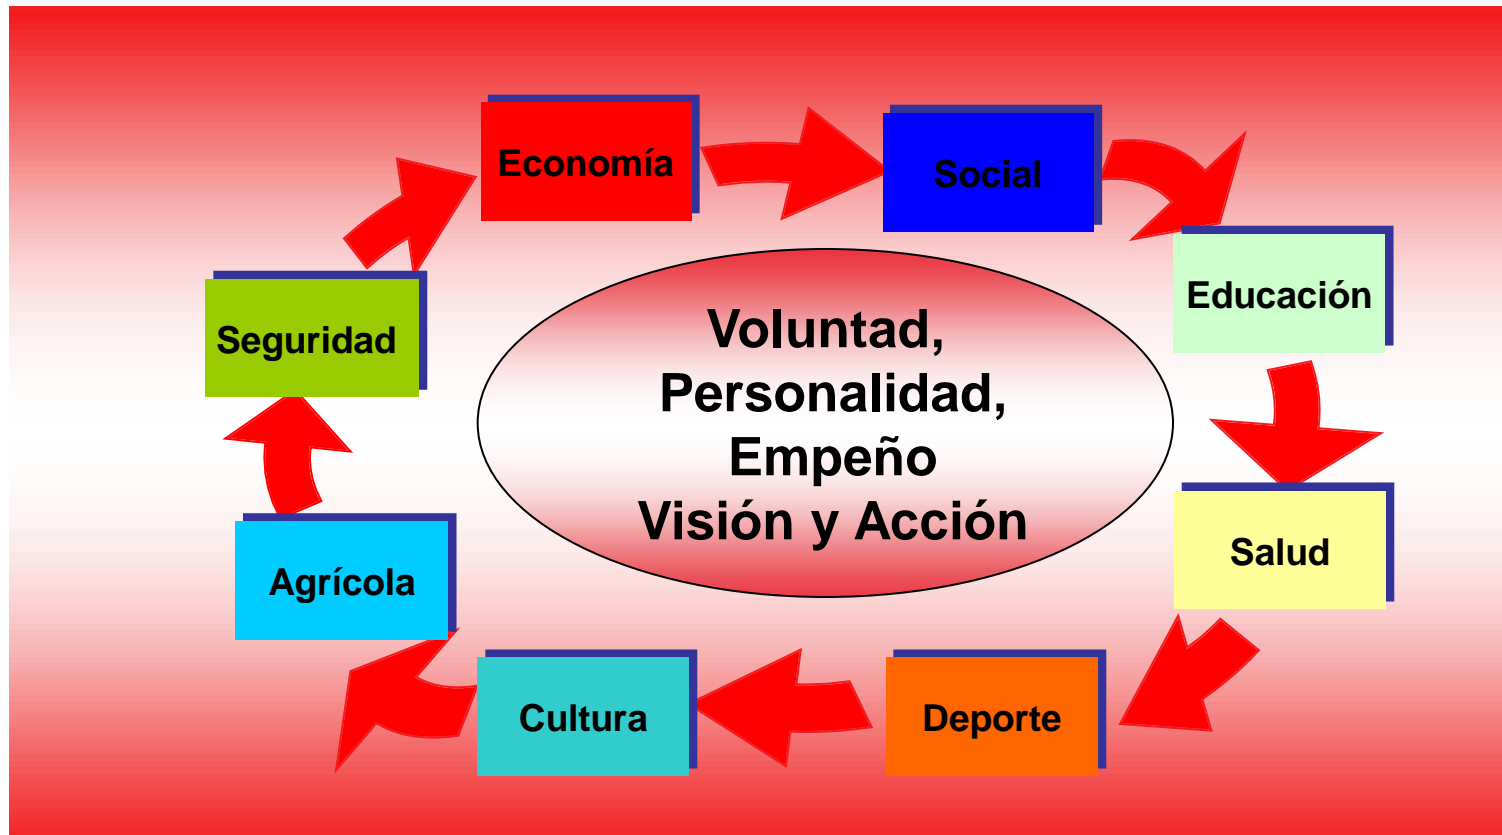 Economía
Social
Educación
Salud
Deporte
Cultura
Agrícola
Seguridad
Voluntad,
Personalidad,
Empeño
Visión y Acción